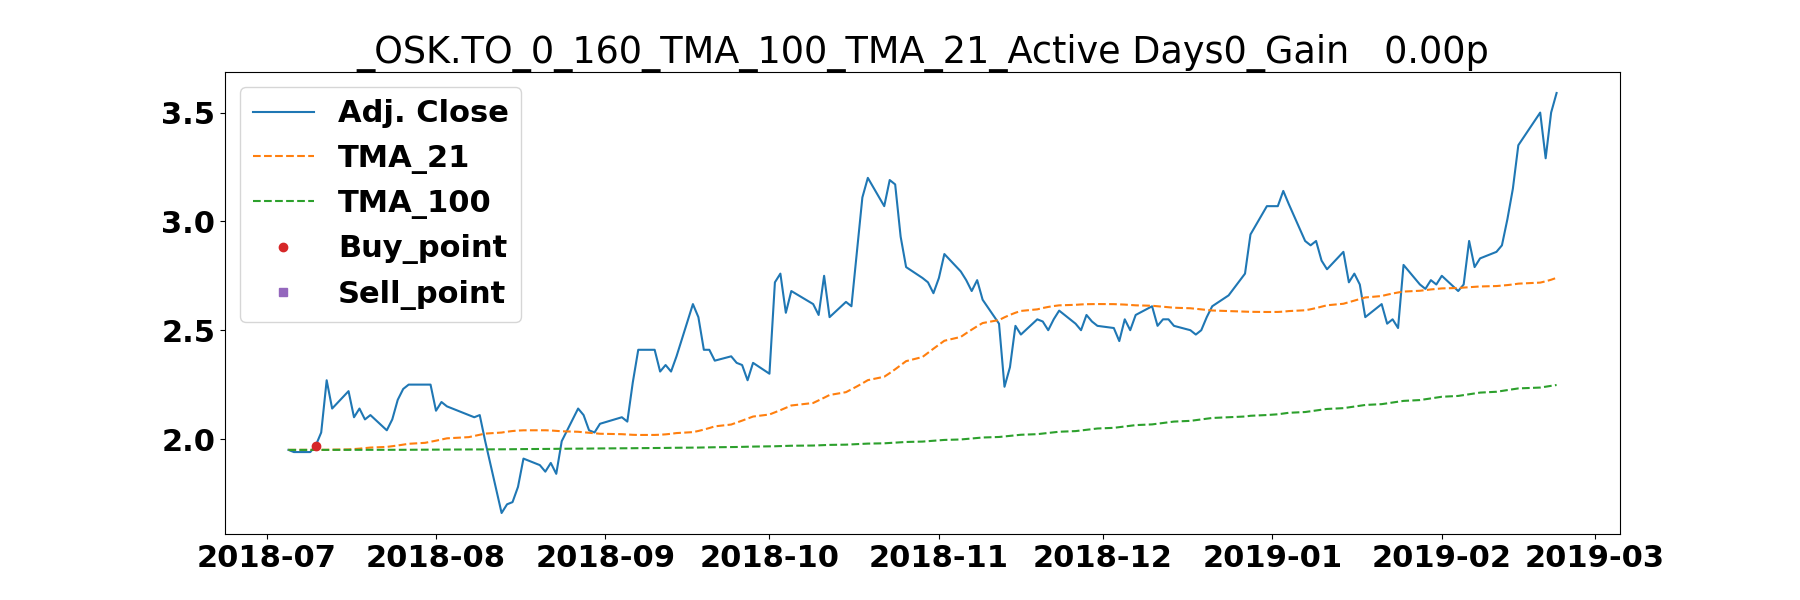 _OSK.TO_0_160_TMA_100_TMA_21_Active Days0_Gain   0.00p
3.5
3.0
2.5
2.0
Adj. Close
TMA_21
TMA_100
Buy_point
Sell_point
2018-07 2018-08 2018-09 2018-10 2018-11 2018-12 2019-01 2019-02 2019-03